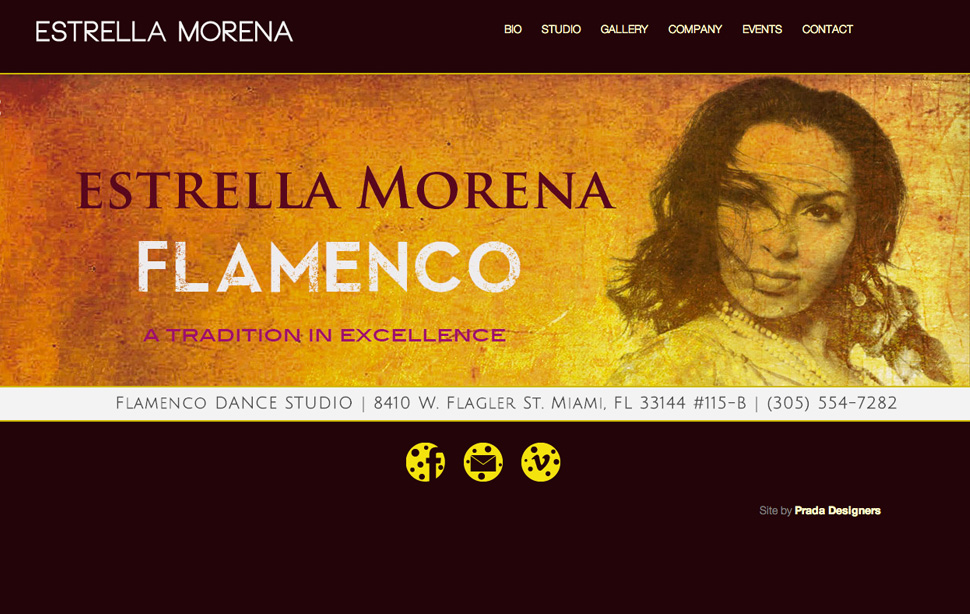 ESTRELLA MORENA
BIO STUDIO GALLERY COMPANY EVENTS CONTACT
ESTRELLA MORENA
FLAMENCO
A TRADITION IN EXCELLENCE
FLAMENCO DANCE STUDIO | 8410 W. FLAGLER ST. MIAMI, FL 33144 #115-B | (305) 554-7282
f v
Site by Prada Designers